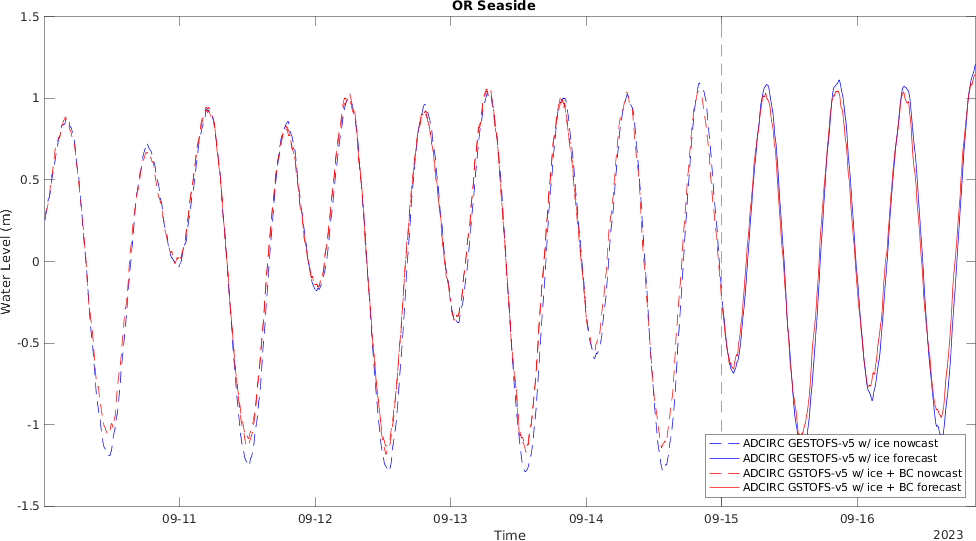 OR Seaside
1.5
1
0.5
0
-0.5
-1
-1.5
Water Level (m)
09-11 09-12 09-13 09-14 09-15 09-16
Time
2023
ADCIRC GESTOFS-v5 w/ ice nowcast
ADCIRC GESTOFS-v5 w/ ice forecast
ADCIRC GSTOFS-v5 w/ ice + BC nowcast
ADCIRC GSTOFS-v5 w/ ice + BC forecast